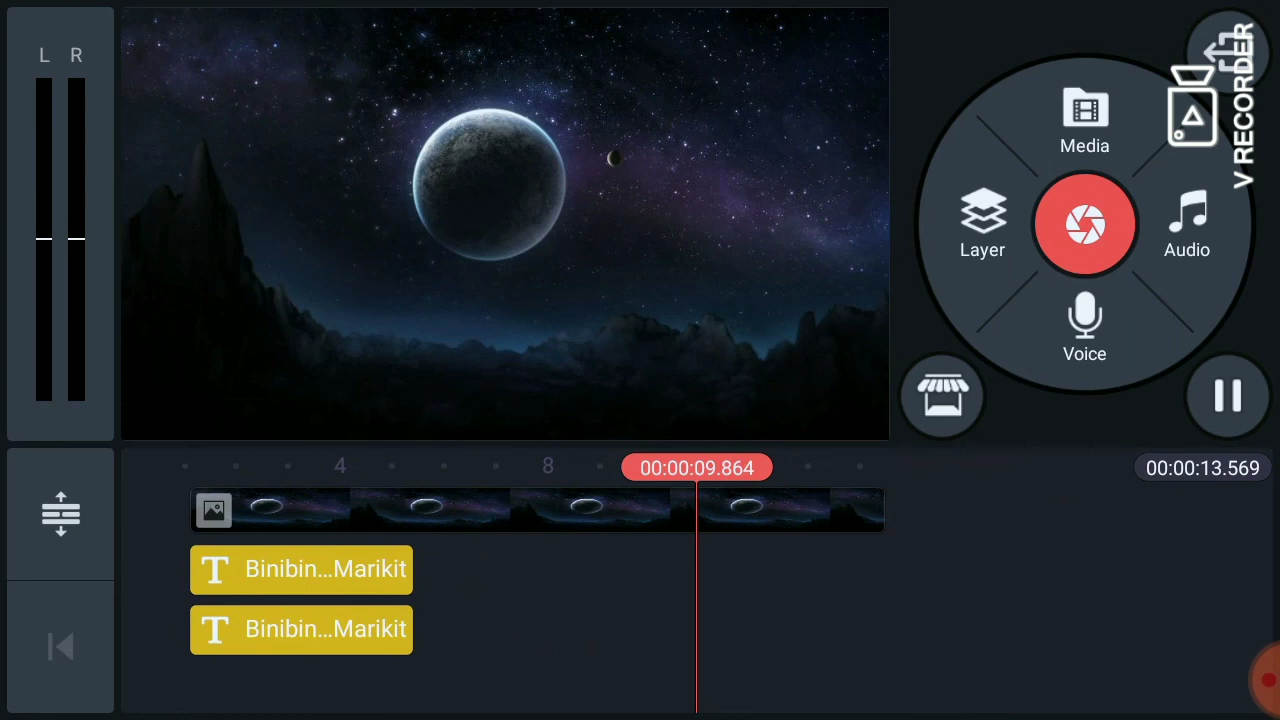 L R
V RECORDER
Media
Layer
Audio
Voice
4 8 00:00:09.864 00:00:13.569
T Binibin...Marikit
T Binibin...Marikit